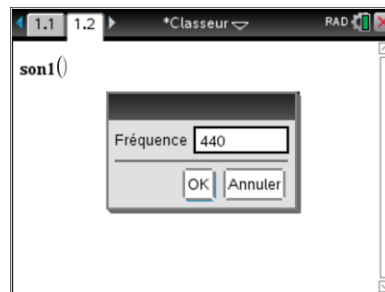 1.1 1.2 *Classeur RAD
son1()
Fréquence 440
OK Annuler